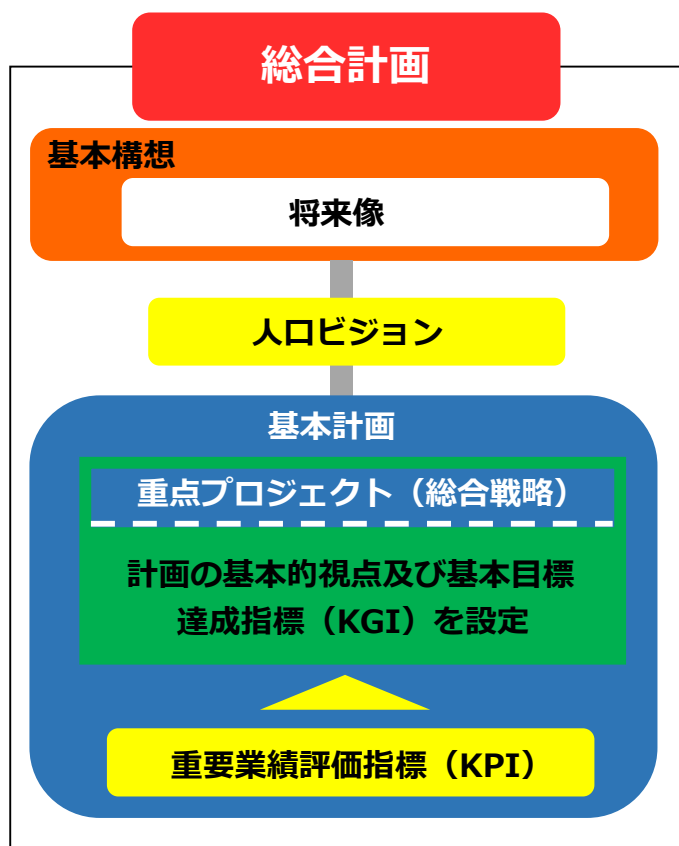 総合計画
基本構想
将来像
人口ビジョン
基本計画
重点プロジェクト（総合戦略）
計画の基本的視点及び基本目標
達成指標（KGI）を設定
重要業績評価指標（KPI）